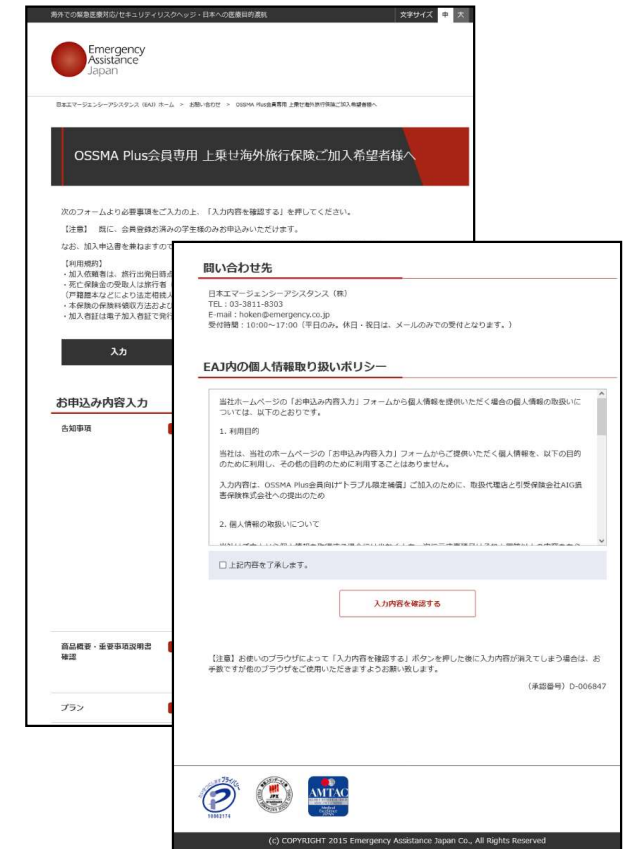 海外での緊急医療対応/セキュリティリスクヘッジ・日本への医療目的渡航
文字サイズ 中 大
Emergency
Assistance
Japan
日本エマージェンシーアシスタンス（EAJ）ホーム > お問い合わせ > OSSMA Plus会員専用 上乗せ海外旅行保険ご加入希望者様へ
OSSMA Plus会員専用 上乗せ海外旅行保険ご加入希望者様へ
次のフォームより必要事項をご入力の上、「入力内容を確認する」を押してください。
【注意】 既に、会員登録お済みの学生様のみお申込みいただけます。
なお、加入申込書を兼ねますので
【利用規約】
・加入依頼者は、旅行出発日時点
・死亡保険金の受取人は旅行者（
（戸籍謄本などにより法定相続人
・本保険の保険料領収方法およ
・加入者証は電子加入者証で発行
入力
お申込み内容入力
告知事項
商品概要・重要事項説明書
確認
プラン
問い合わせ先
日本エマージェンシーアシスタンス（株）
TEL：03-3811-8303
E-mail：hoken@emergency.co.jp
受付時間：10:00～17:00（平日のみ。休日・祝日は、メールのみでの受付となります。）
EAJ内の個人情報取り扱いポリシー
当社ホームページの「お申込み内容入力」フォームから個人情報を提供いただく場合の個人情報の取扱いに
ついては、以下のとおりです。
1. 利用目的
当社は、当社のホームページの「お申込み内容入力」フォームからご提供いただく個人情報を、以下の目的
のために利用し、その他の目的のために利用することはありません。
入力内容は、OSSMA Plus会員向け“トラブル限定補償」ご加入のために、取扱代理店と引受保険会社AIG損
害保険株式会社への提出のため
2. 個人情報の取扱いについて
上記内容を了承します。
入力内容を確認する
【注意】お使いのブラウザによって「入力内容を確認する」ボタンを押した後に入力内容が消えてしまう場合は、お
手数ですが他のブラウザをご使用いただきますようお願い致します。
（承認番号）D-006847
10862174
JPX
AMTAC
(c) COPYRIGHT 2015 Emergency Assistance Japan Co., All Rights Reserved